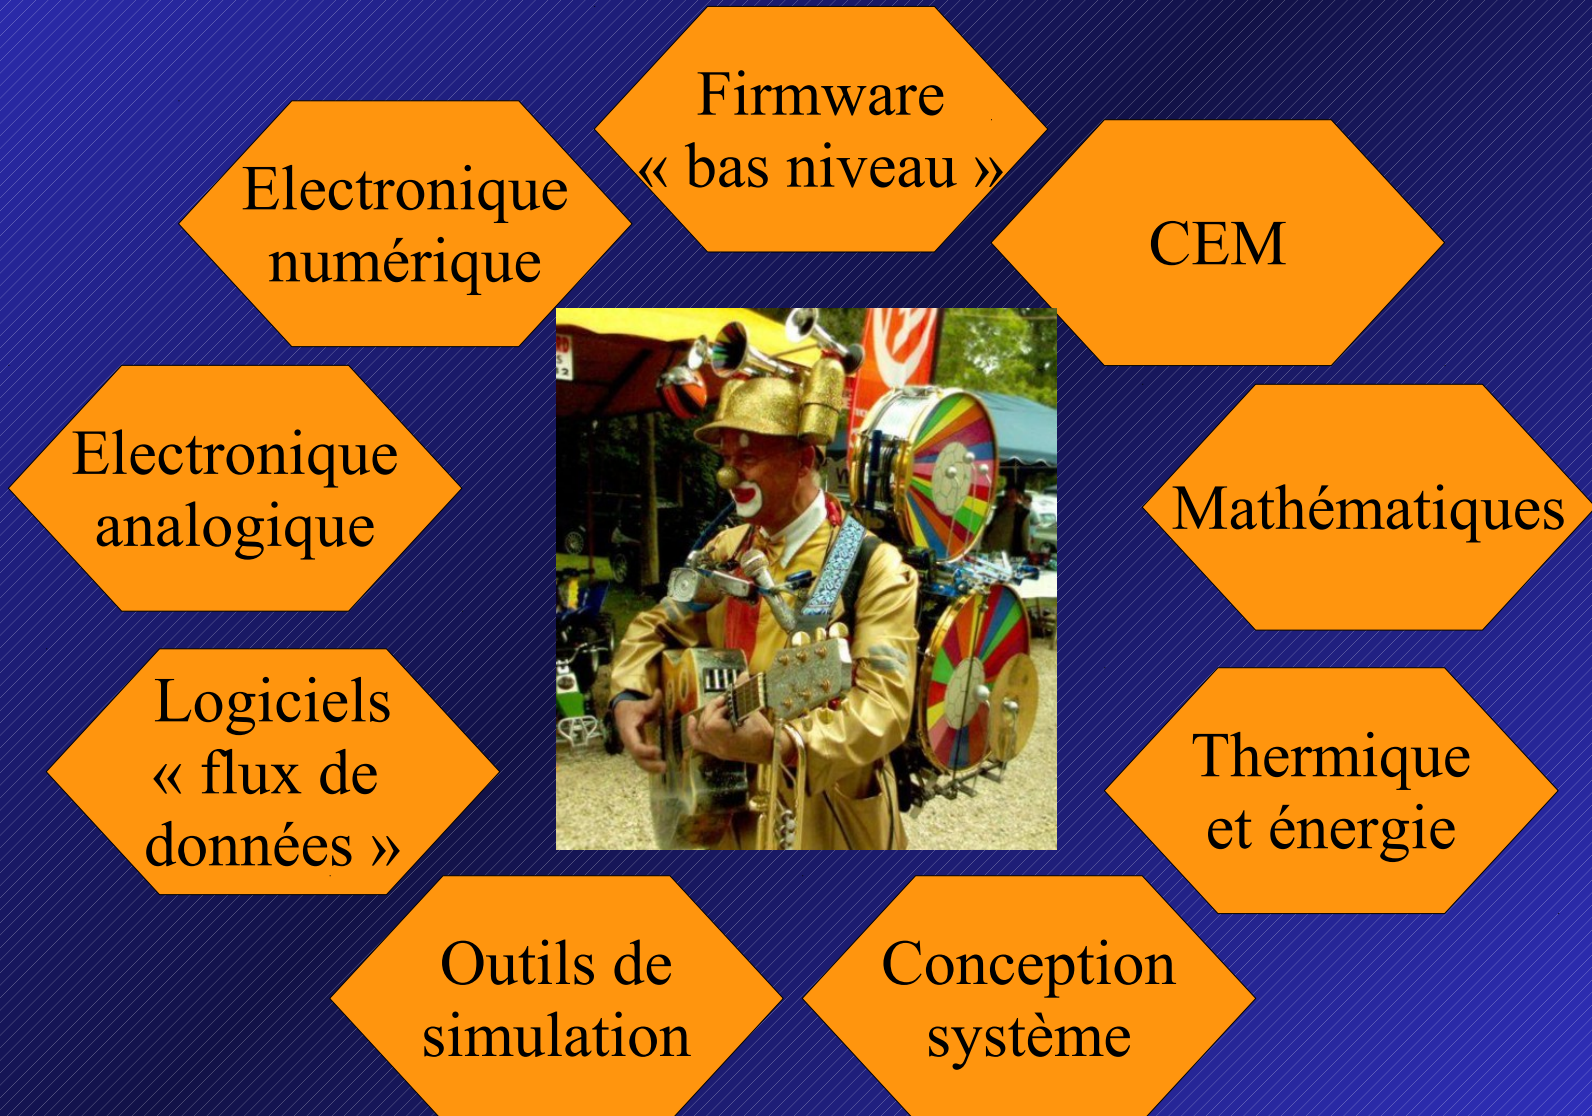 Firmware
« bas niveau »
Electronique
numérique
CEM
Electronique
analogique
Mathématiques
Logiciels
« flux de
données »
Thermique
et énergie
Outils de
simulation
Conception
système